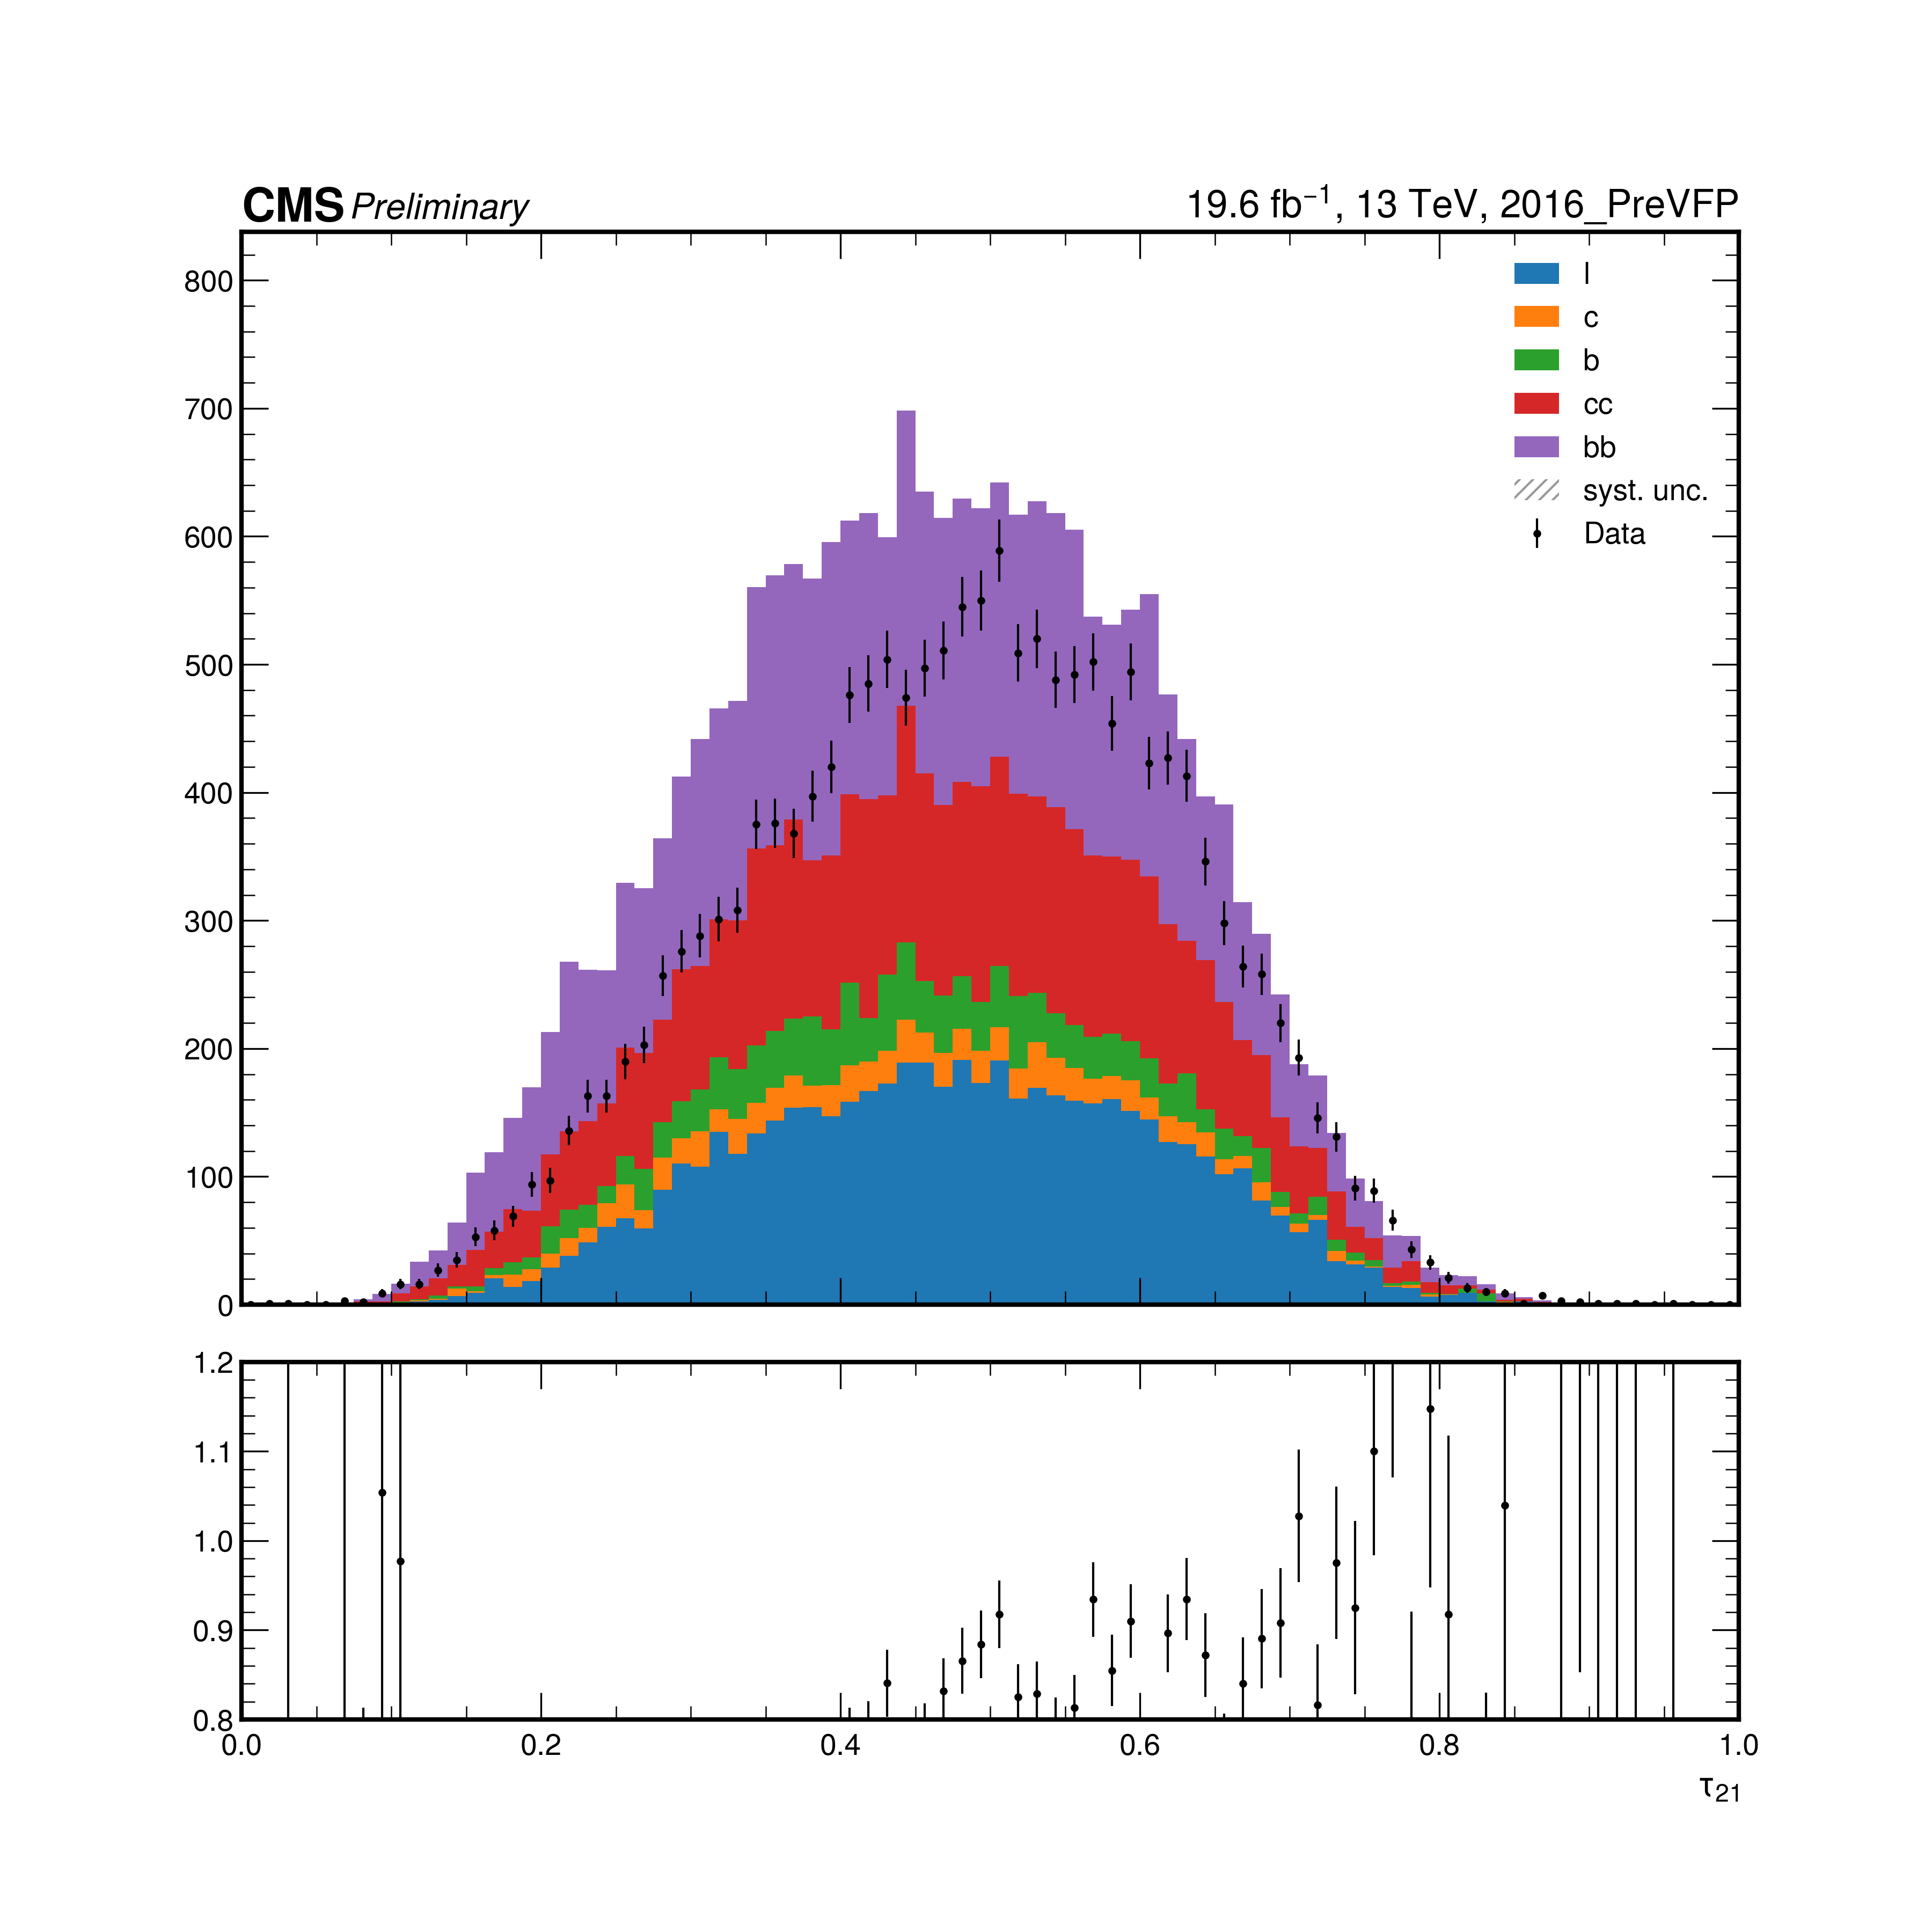 CMS Preliminary
19.6 fb⁻¹, 13 TeV, 2016_PreVFP
800
700
600
500
400
300
200
100
0
l
c
b
cc
bb
syst. unc.
Data
1.2
1.1
1.0
0.9
0.8
0.0 0.2 0.4 0.6 0.8 1.0
τ₂₁